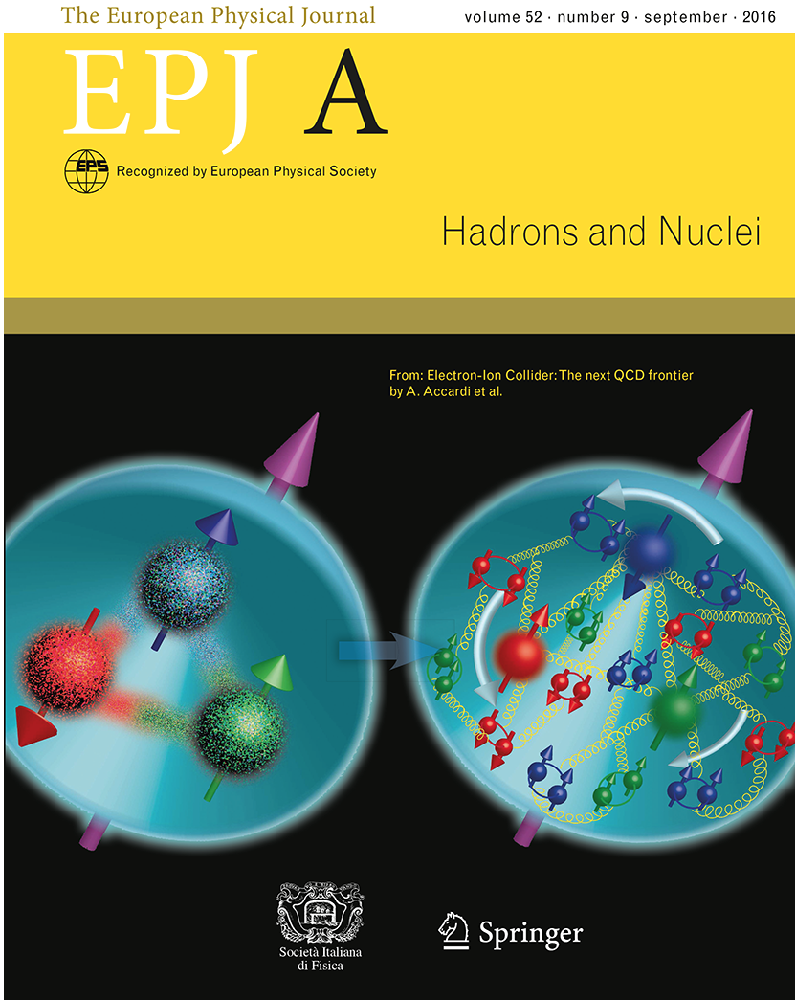 The European Physical Journal
volume 52 · number 9 · september · 2016
EPJ A
EPS
Recognized by European Physical Society
Hadrons and Nuclei
From: Electron-Ion Collider: The next QCD frontier
by A. Accardi et al.
Società Italiana
di Fisica
Springer